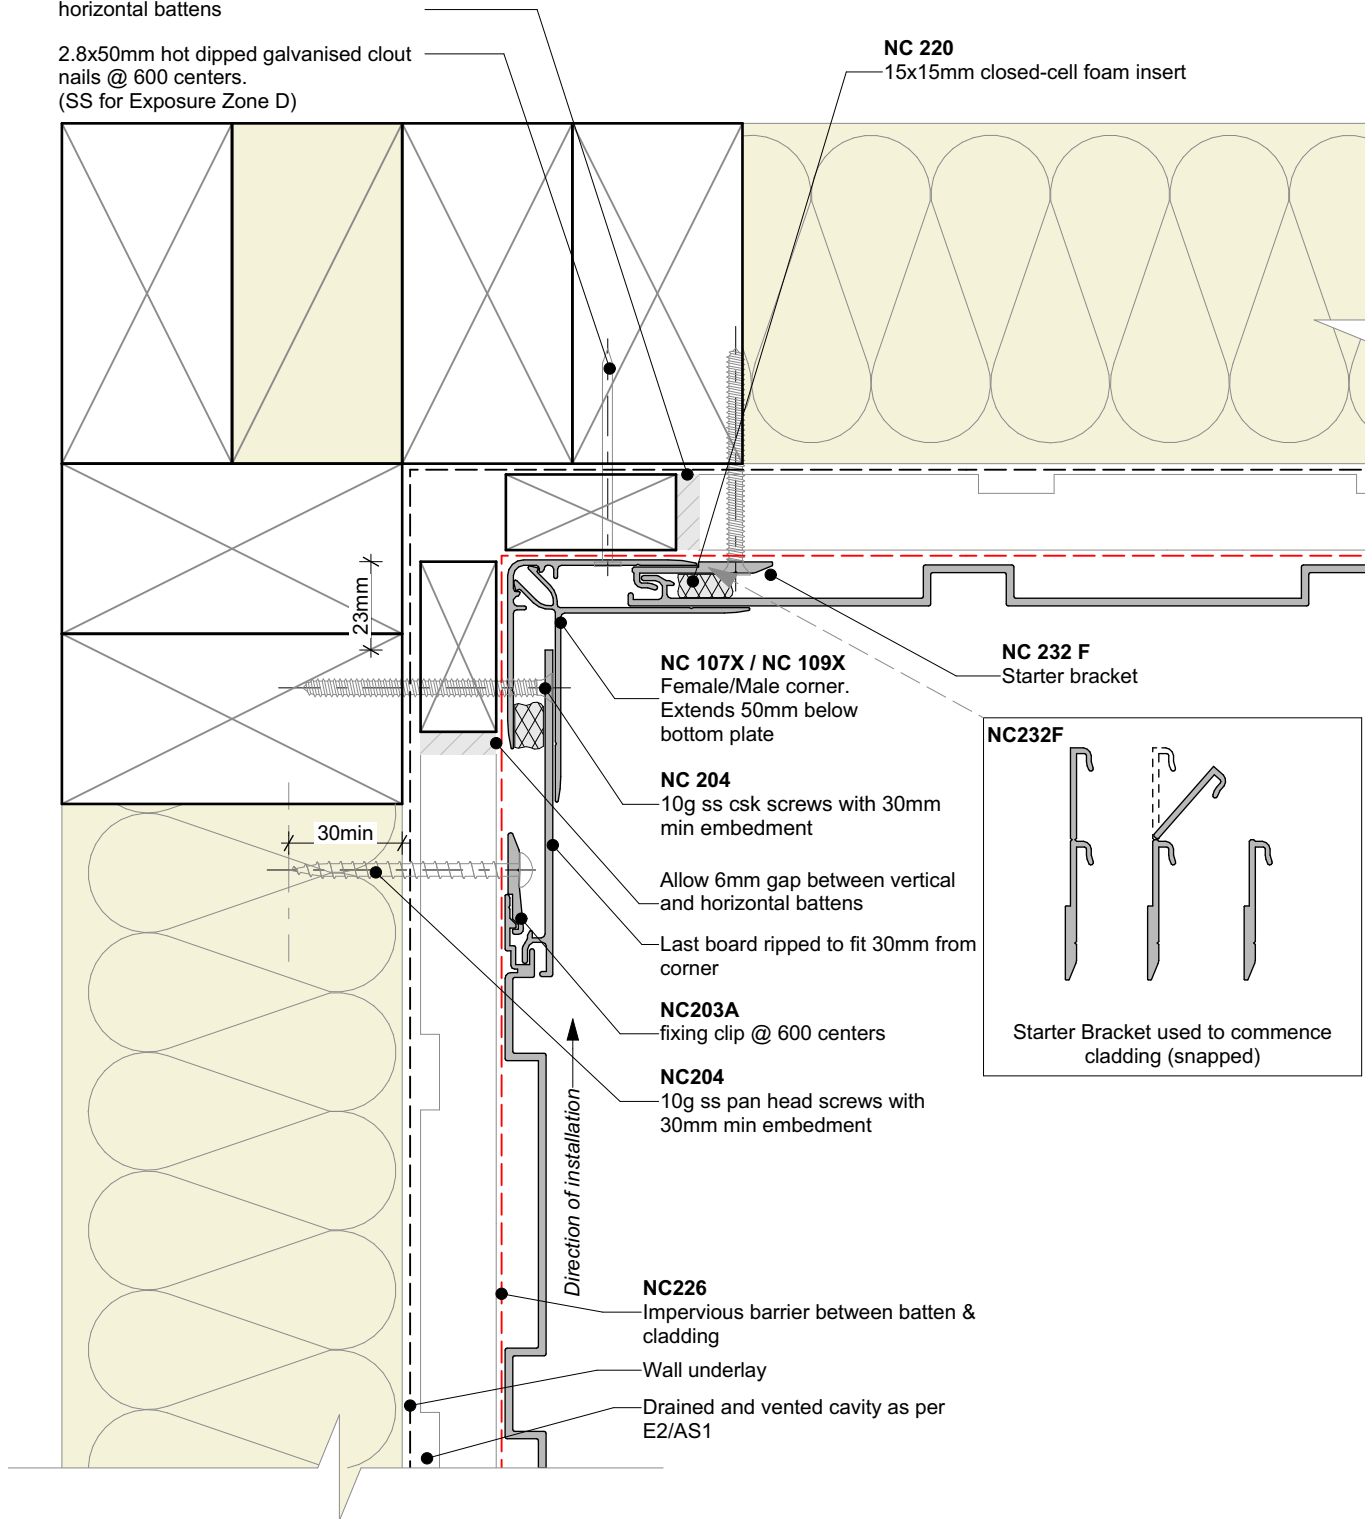 horizontal battens
2.8x50mm hot dipped galvanised clout
nails @ 600 centers.
(SS for Exposure Zone D)
NC 220
15x15mm closed-cell foam insert
23mm
NC 107X / NC 109X
Female/Male corner.
Extends 50mm below
bottom plate
NC 232 F
Starter bracket
NC232F
Starter Bracket used to commence
cladding (snapped)
NC 204
10g ss csk screws with 30mm
min embedment
30min
Allow 6mm gap between vertical
and horizontal battens
Last board ripped to fit 30mm from
corner
NC203A
fixing clip @ 600 centers
NC204
10g ss pan head screws with
30mm min embedment
Direction of installation
NC226
Impervious barrier between batten &
cladding
Wall underlay
Drained and vented cavity as per
E2/AS1